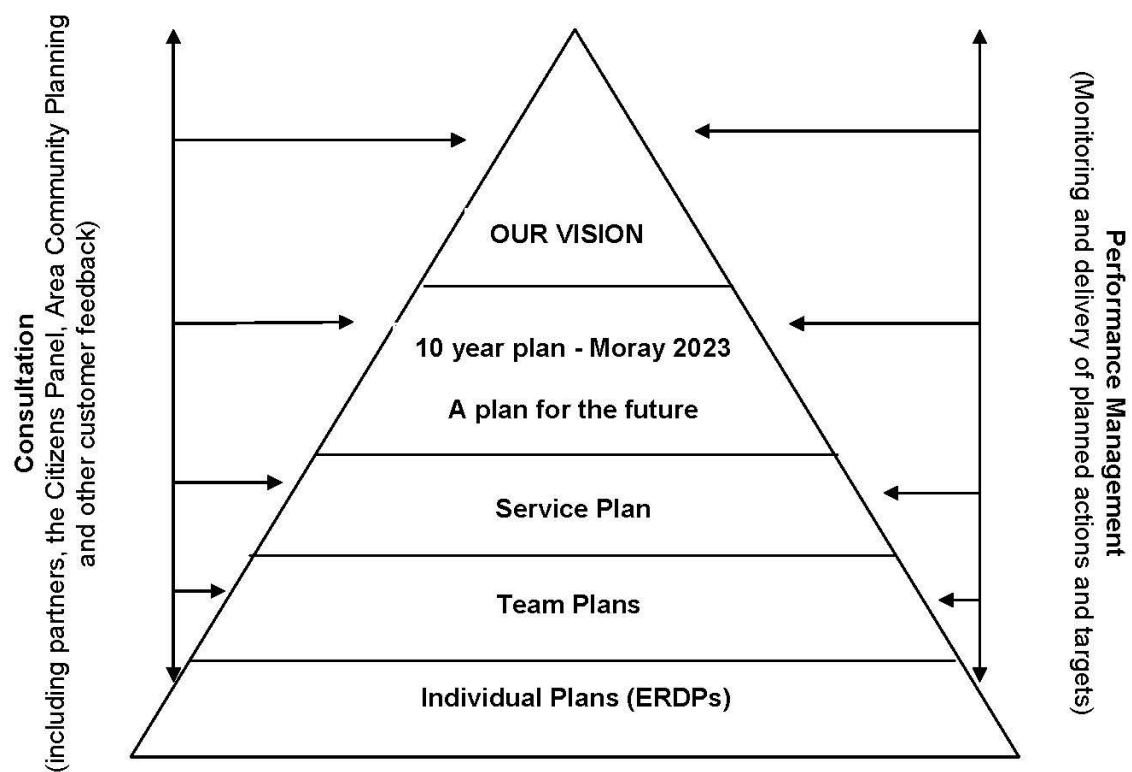 Consultation
(including partners, the Citizens Panel, Area Community Planning
and other customer feedback)
OUR VISION
10 year plan - Moray 2023
A plan for the future
Service Plan
Team Plans
Individual Plans (ERDPs)
Performance Management
(Monitoring and delivery of planned actions and targets)